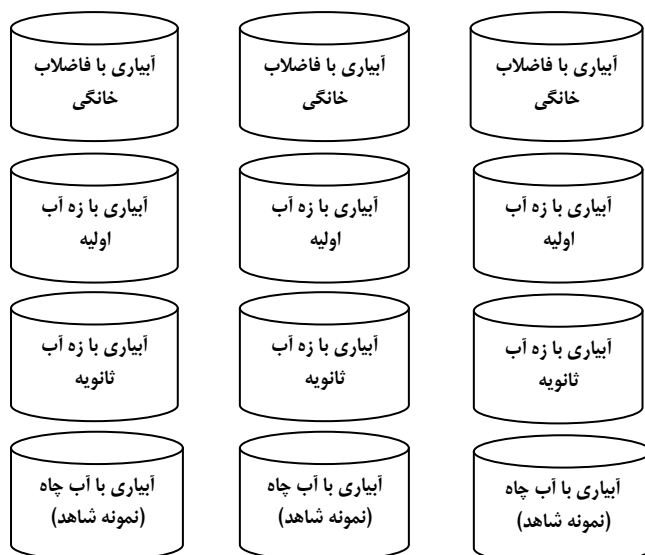 آبیاری با فاضلاب
خانگی
آبیاری با فاضلاب
خانگی
آبیاری با فاضلاب
خانگی
آبیاری با زه آب
اولیه
آبیاری با زه آب
اولیه
آبیاری با زه آب
اولیه
آبیاری با زه آب
ثانویه
آبیاری با زه آب
ثانویه
آبیاری با زه آب
ثانویه
آبیاری با آب چاه
(نمونه شاهد)
آبیاری با آب چاه
(نمونه شاهد)
آبیاری با آب چاه
(نمونه شاهد)